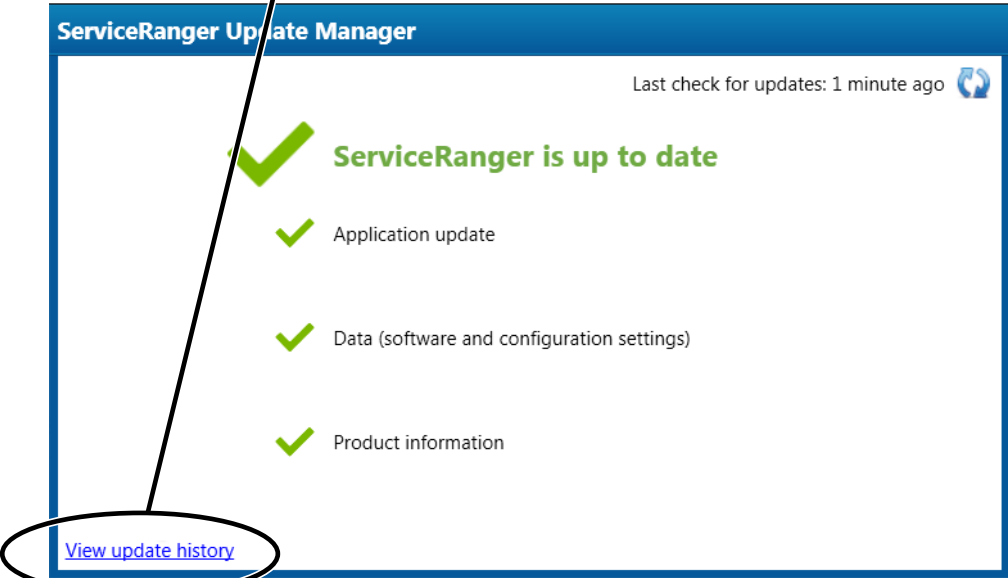 ServiceRanger Update Manager
Last check for updates: 1 minute ago
ServiceRanger is up to date
Application update
Data (software and configuration settings)
Product information
View update history